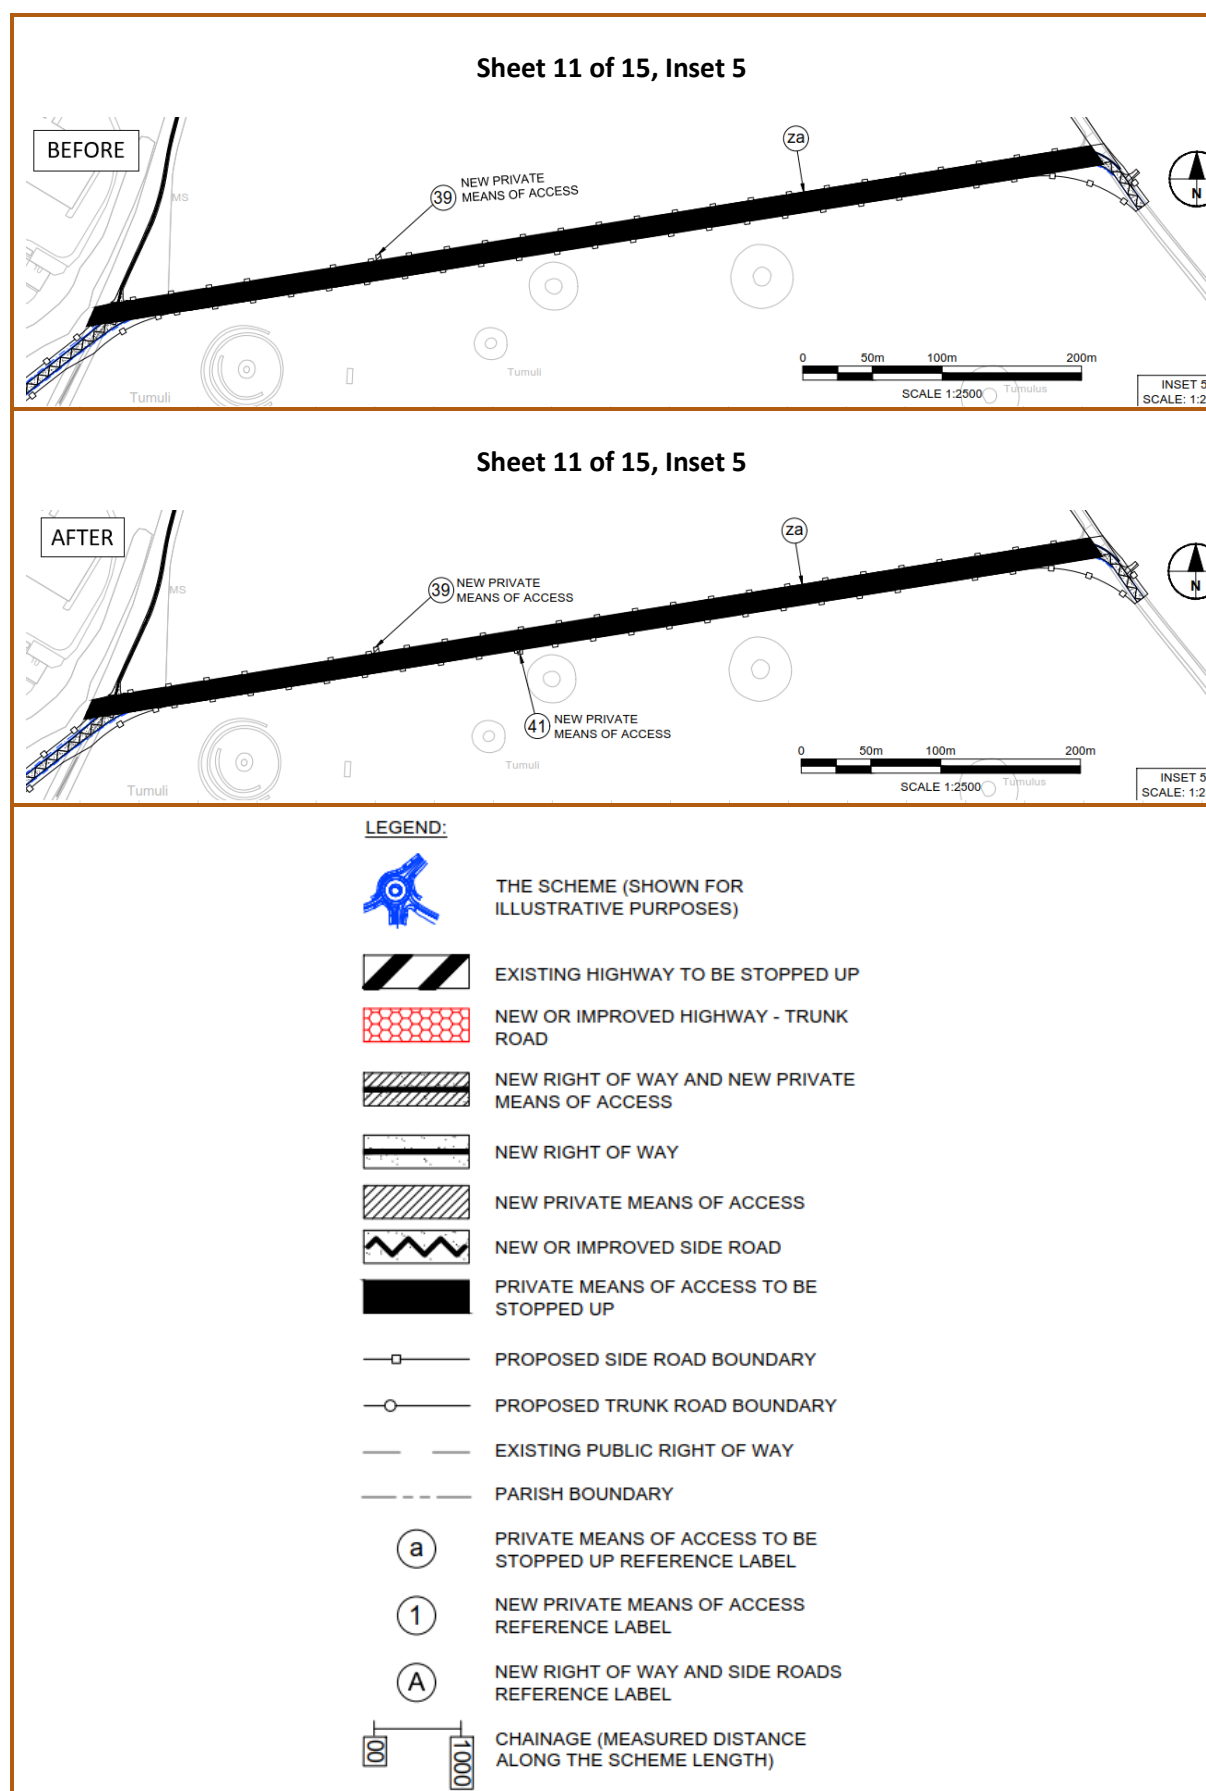 Sheet 11 of 15, Inset 5
BEFORE
MS
39
NEW PRIVATE
MEANS OF ACCESS
za
N
Tumuli
Tumuli
0 50m 100m 200m
SCALE 1:2500
Tumulus
INSET 5
SCALE: 1:2
Sheet 11 of 15, Inset 5
AFTER
MS
39
NEW PRIVATE
MEANS OF ACCESS
za
N
41
NEW PRIVATE
MEANS OF ACCESS
Tumuli
Tumuli
0 50m 100m 200m
SCALE 1:2500
Tumulus
INSET 5
SCALE: 1:2
LEGEND:
THE SCHEME (SHOWN FOR
ILLUSTRATIVE PURPOSES)
EXISTING HIGHWAY TO BE STOPPED UP
NEW OR IMPROVED HIGHWAY - TRUNK
ROAD
NEW RIGHT OF WAY AND NEW PRIVATE
MEANS OF ACCESS
NEW RIGHT OF WAY
NEW PRIVATE MEANS OF ACCESS
NEW OR IMPROVED SIDE ROAD
PRIVATE MEANS OF ACCESS TO BE
STOPPED UP
PROPOSED SIDE ROAD BOUNDARY
PROPOSED TRUNK ROAD BOUNDARY
EXISTING PUBLIC RIGHT OF WAY
PARISH BOUNDARY
a
PRIVATE MEANS OF ACCESS TO BE
STOPPED UP REFERENCE LABEL
1
NEW PRIVATE MEANS OF ACCESS
REFERENCE LABEL
A
NEW RIGHT OF WAY AND SIDE ROADS
REFERENCE LABEL
00
1000
CHAINAGE (MEASURED DISTANCE
ALONG THE SCHEME LENGTH)